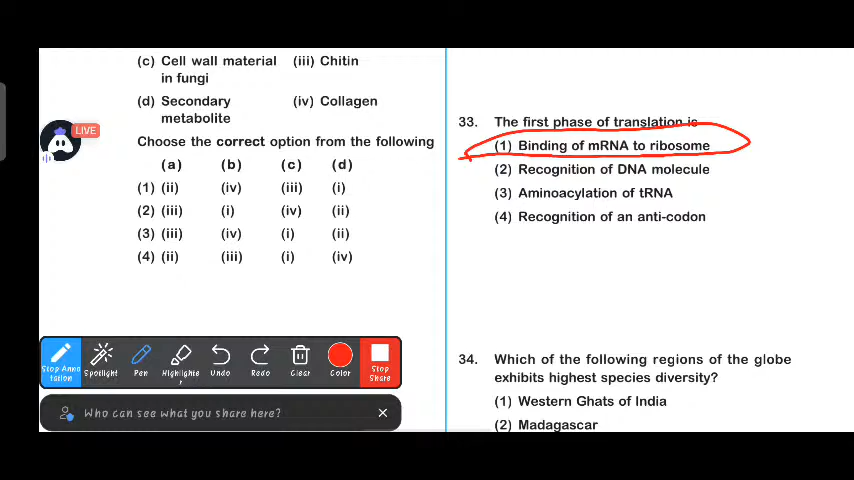 (c) Cell wall material (iii) Chitin
in fungi
(d) Secondary (iv) Collagen
metabolite
LIVE
Choose the correct option from the following
(a) (b) (c) (d)
(1) (ii) (iv) (iii) (i)
(2) (iii) (i) (iv) (ii)
(3) (iii) (iv) (i) (ii)
(4) (ii) (iii) (i) (iv)
Stop Anno
tation
Spotlight
Pen
Highlighte
r
Undo
Redo
Clear
Color
Stop
Share
Who can see what you share here?
33. The first phase of translation is
(1) Binding of mRNA to ribosome
(2) Recognition of DNA molecule
(3) Aminoacylation of tRNA
(4) Recognition of an anti-codon
34. Which of the following regions of the globe
exhibits highest species diversity?
(1) Western Ghats of India
(2) Madagascar